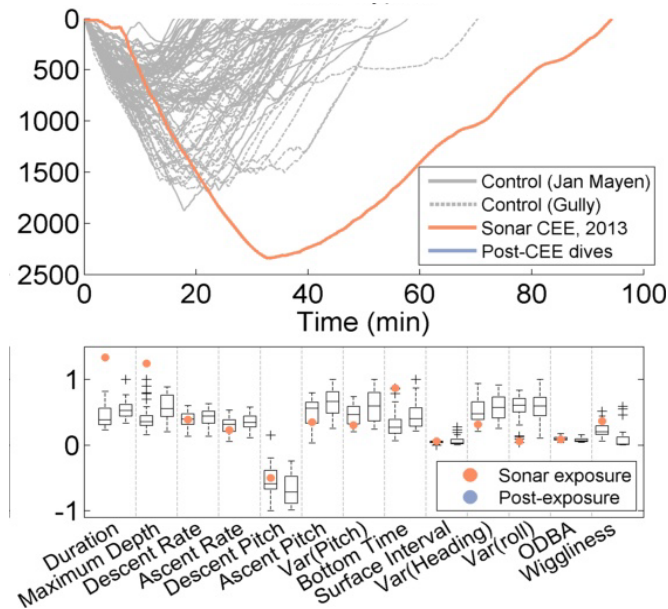 0
500
1000
1500
2000
2500
0 20 40 60 80 100
Time (min)
Control (Jan Mayen)
Control (Gully)
Sonar CEE, 2013
Post-CEE dives
1
0
-1
Sonar exposure
Post-exposure
Duration
Maximum Depth
Descent Rate
Ascent Rate
Descent Pitch
Ascent Pitch
Var(Pitch)
Bottom Time
Surface Interval
Var(Heading)
Var(roll)
ODBA
Wiggliness